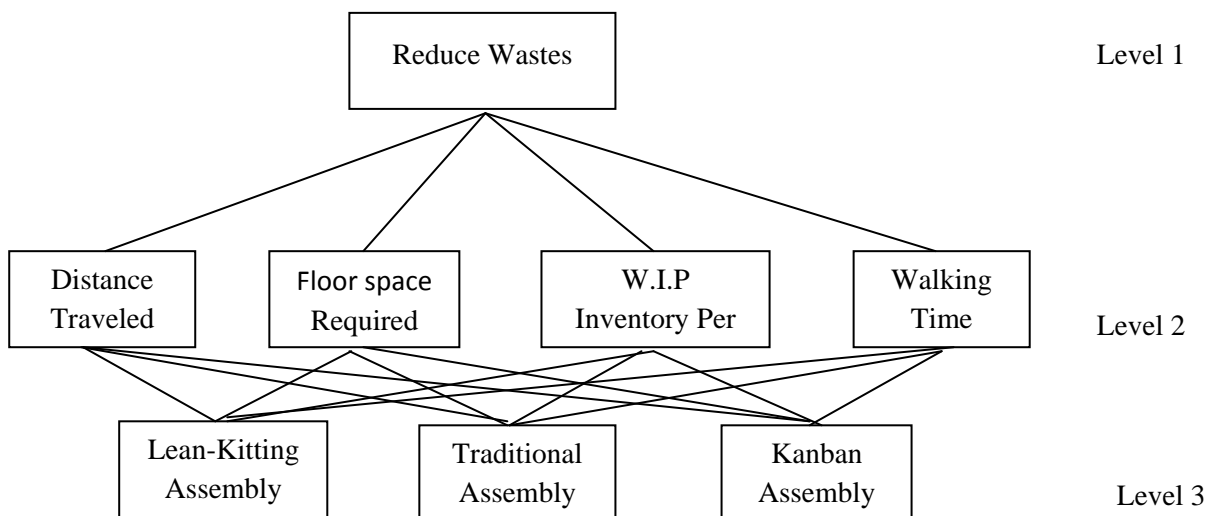 Reduce Wastes
Level 1
Distance
Traveled
Floor space
Required
W.I.P
Inventory Per
Walking
Time
Level 2
Lean-Kitting
Assembly
Traditional
Assembly
Kanban
Assembly
Level 3